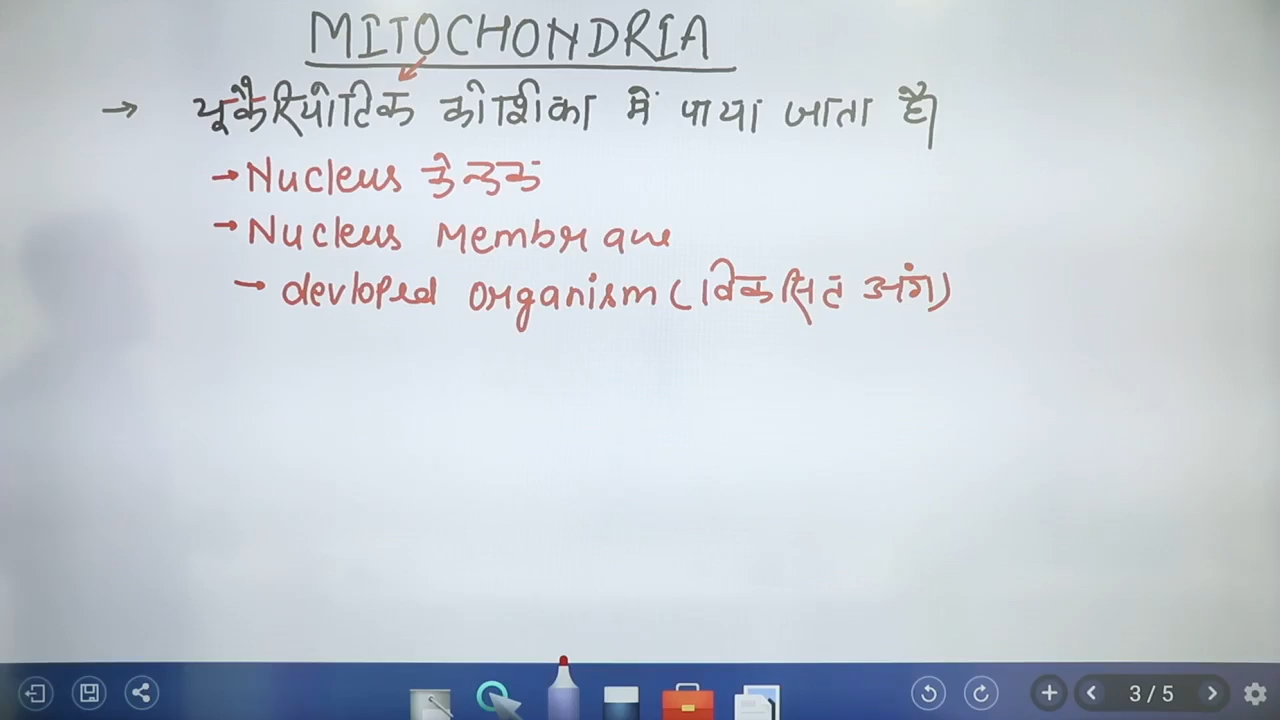 MITOCHONDRIA
→ यूकैरियोटिक कोशिका में पाया जाता है।
→ Nucleus केन्द्रक
→ Nucleus Membrane
→ devloped organism (विकसित अंग)
3 / 5